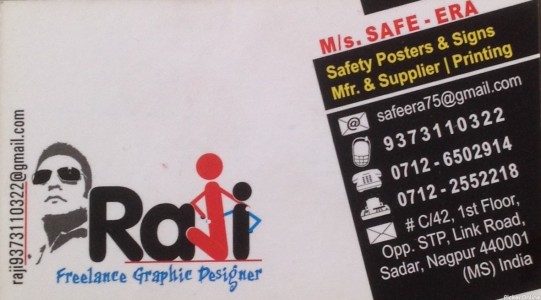 M/s. SAFE - ERA
Safety Posters & Signs
Mfr. & Supplier | Printing
safeera75@gmail.com
9373110322
0712-6502914
0712-2552218
# C/42, 1st Floor,
Opp. STP, Link Road,
Sadar, Nagpur 440001
(MS) India
raji9373110322@gmail.com
Raji
Freelance Graphic Designer